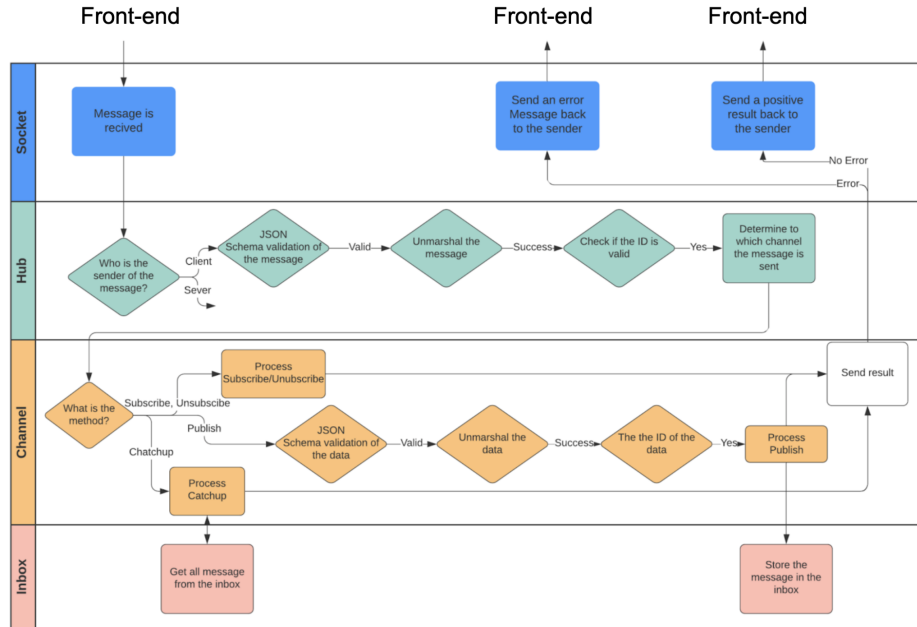 Front-end
Front-end
Front-end
Socket
Message is
recived
Send an error
Message back
to the sender
Send a positive
result back to
the sender
No Error
Error
Hub
Who is the
sender of the
message?
Client
Sever
JSON
Schema validation of
the message
Valid
Unmarshal the
message
Success
Check if the ID is
valid
Yes
Determine to
which channel
the message is
sent
Channel
What is the
method?
Subscribe, Unsuscibe
Publish
Chatchup
Process
Subscribe/Unubscribe
JSON
Schema validation of
the data
Valid
Unmarshal the
data
Success
The the ID of the
data
Yes
Process
Publish
Send result
Process
Catchup
Inbox
Get all message
from the inbox
Store the
message in the
inbox